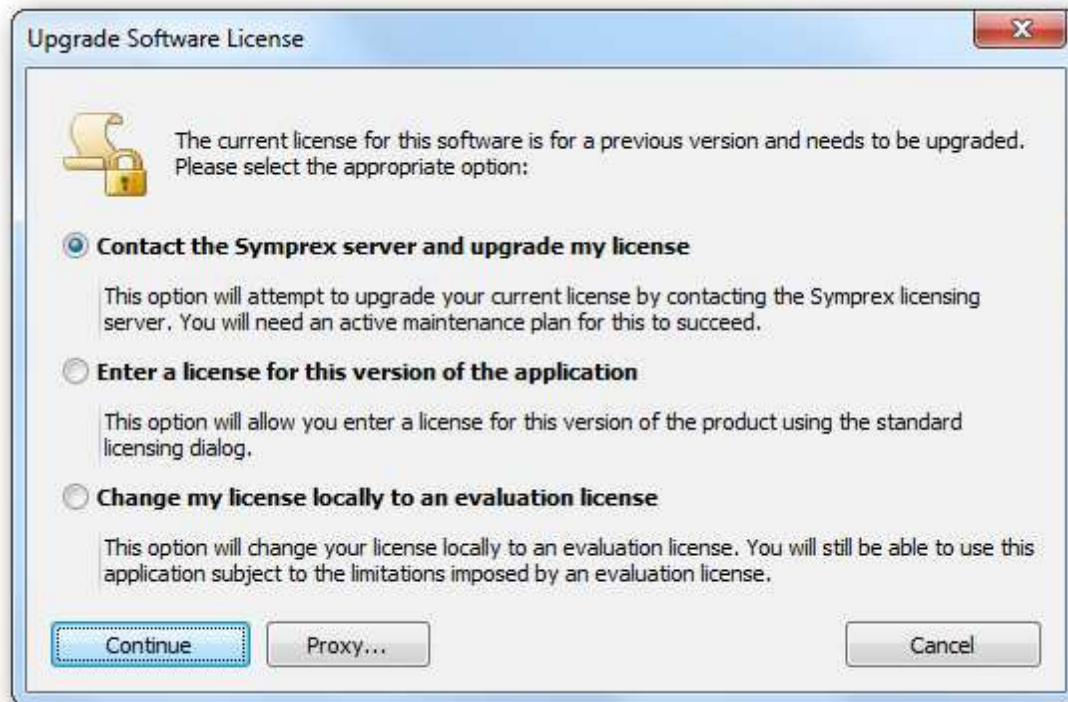 Upgrade Software License
The current license for this software is for a previous version and needs to be upgraded.
Please select the appropriate option:
Contact the Symprex server and upgrade my license
This option will attempt to upgrade your current license by contacting the Symprex licensing
server. You will need an active maintenance plan for this to succeed.
Enter a license for this version of the application
This option will allow you enter a license for this version of the product using the standard
licensing dialog.
Change my license locally to an evaluation license
This option will change your license locally to an evaluation license. You will still be able to use this
application subject to the limitations imposed by an evaluation license.
Continue Proxy... Cancel